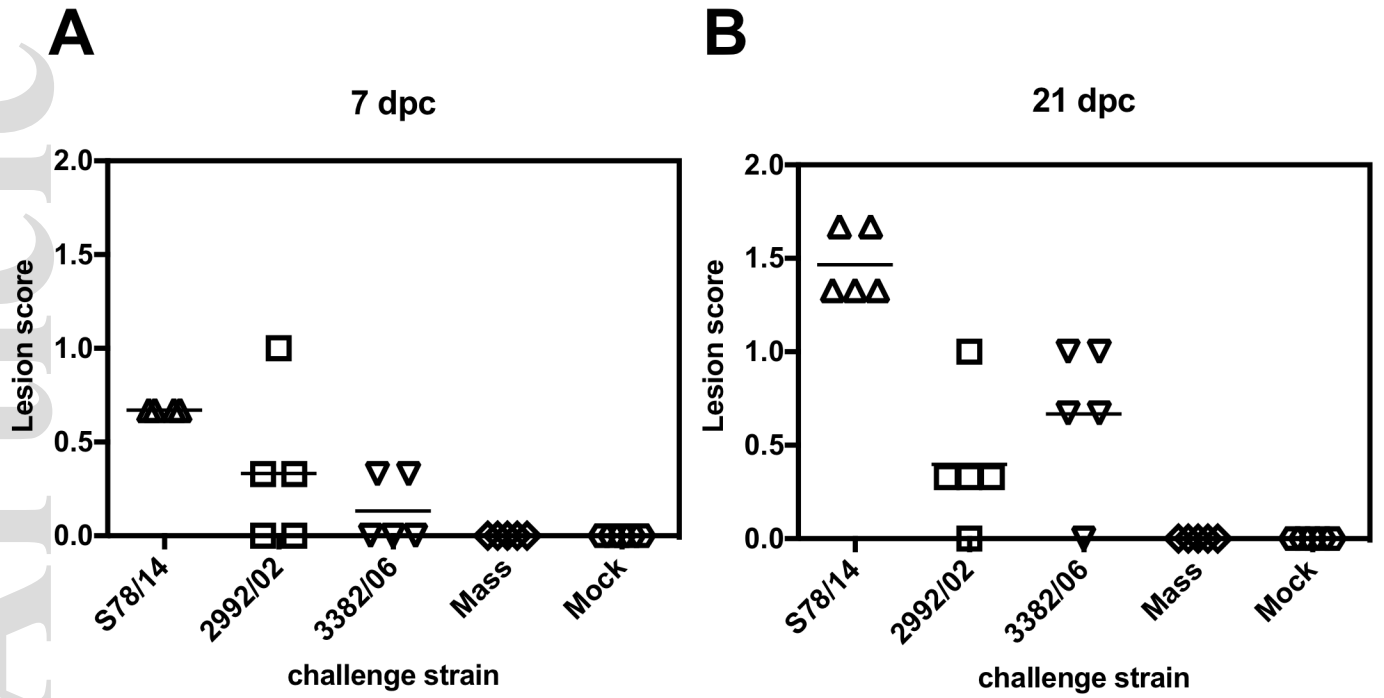 A
7 dpc
2.0
1.5
1.0
0.5
0.0
Lesion score
S78/14
2992/02
3382/06
Mass
Mock
challenge strain
B
21 dpc
2.0
1.5
1.0
0.5
0.0
Lesion score
S78/14
2992/02
3382/06
Mass
Mock
challenge strain